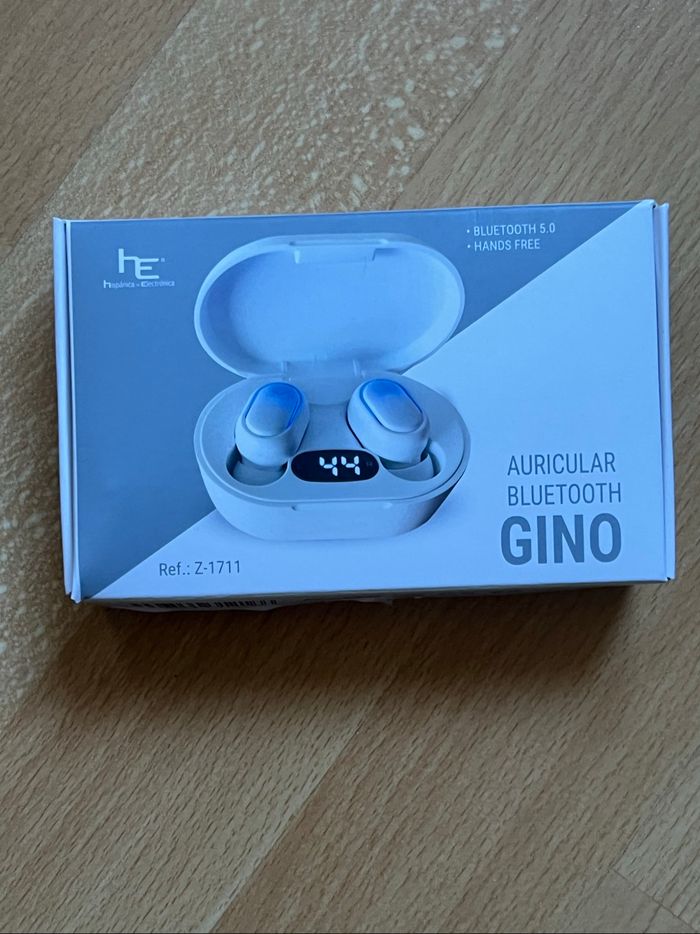 • BLUETOOTH 5.0
• HANDS FREE
hE®
hispánica de Electrónica
44
AURICULAR
BLUETOOTH
GINO
Ref.: Z-1711